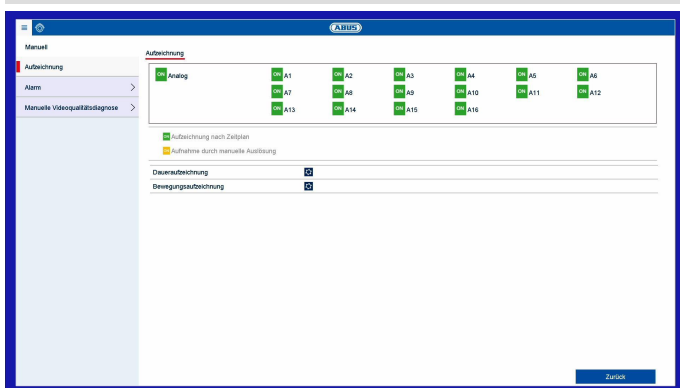 ABUS
Manuell
Aufzeichnung
Alarm
Manuelle Videoqualitätsdiagnose
Aufzeichnung
ON Analog ON A1 ON A2 ON A3 ON A4 ON A5 ON A6
ON A7 ON A8 ON A9 ON A10 ON A11 ON A12
ON A13 ON A14 ON A15 ON A16
ON Aufzeichnung nach Zeitplan
ON Aufnahme durch manuelle Auslösung
Daueraufzeichnung
Bewegungsaufzeichnung
Zurück